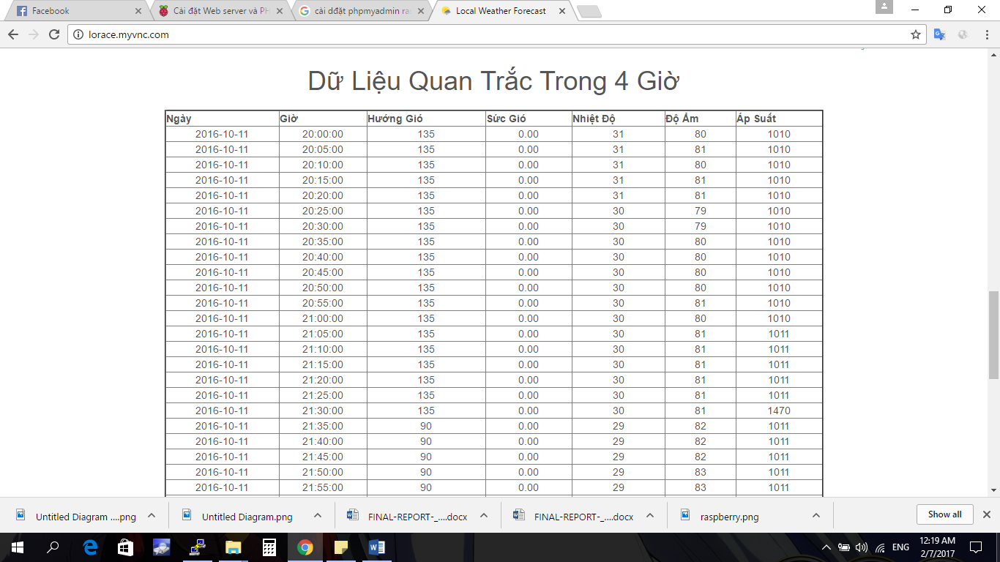 Facebook Cài đặt Web server và PH cài dđặt phpmyadmin ras Local Weather Forecast
lorace.myvnc.com
Dữ Liệu Quan Trắc Trong 4 Giờ
Ngày Giờ Hướng Gió Sức Gió Nhiệt Độ Độ Ẩm Áp Suất
2016-10-11 20:00:00 135 0.00 31 80 1010
2016-10-11 20:05:00 135 0.00 31 81 1010
2016-10-11 20:10:00 135 0.00 31 80 1010
2016-10-11 20:15:00 135 0.00 31 81 1010
2016-10-11 20:20:00 135 0.00 31 81 1010
2016-10-11 20:25:00 135 0.00 30 79 1010
2016-10-11 20:30:00 135 0.00 30 79 1010
2016-10-11 20:35:00 135 0.00 30 80 1010
2016-10-11 20:40:00 135 0.00 30 80 1010
2016-10-11 20:45:00 135 0.00 30 80 1010
2016-10-11 20:50:00 135 0.00 30 80 1010
2016-10-11 20:55:00 135 0.00 30 81 1010
2016-10-11 21:00:00 135 0.00 30 80 1010
2016-10-11 21:05:00 135 0.00 30 81 1011
2016-10-11 21:10:00 135 0.00 30 81 1011
2016-10-11 21:15:00 135 0.00 30 81 1011
2016-10-11 21:20:00 135 0.00 30 81 1011
2016-10-11 21:25:00 135 0.00 30 81 1011
2016-10-11 21:30:00 135 0.00 30 81 1470
2016-10-11 21:35:00 90 0.00 29 82 1011
2016-10-11 21:40:00 90 0.00 29 82 1011
2016-10-11 21:45:00 90 0.00 29 82 1011
2016-10-11 21:50:00 90 0.00 29 83 1011
2016-10-11 21:55:00 90 0.00 29 83 1011
Untitled Diagram ....png Untitled Diagram.png FINAL-REPORT-_....docx FINAL-REPORT-_....docx raspberry.png Show all
ENG 12:19 AM
2/7/2017